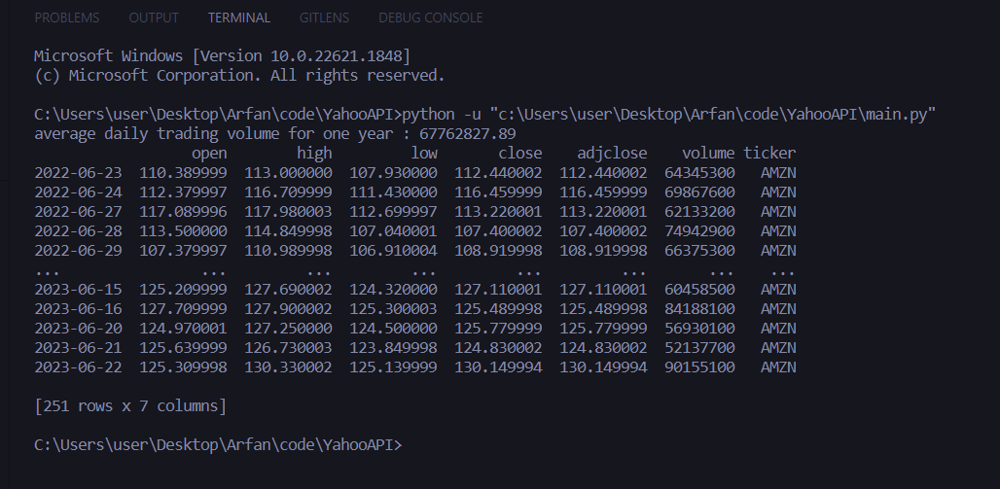 PROBLEMS OUTPUT TERMINAL GITLENS DEBUG CONSOLE
Microsoft Windows [Version 10.0.22621.1848]
(c) Microsoft Corporation. All rights reserved.
C:\Users\user\Desktop\Arfan\code\YahooAPI>python -u "c:\Users\user\Desktop\Arfan\code\YahooAPI\main.py"
average daily trading volume for one year : 67762827.89
open high low close adjclose volume ticker
2022-06-23 110.389999 113.000000 107.930000 112.440002 112.440002 64345300 AMZN
2022-06-24 112.379997 116.709999 111.430000 116.459999 116.459999 69867600 AMZN
2022-06-27 117.089996 117.980003 112.699997 113.220001 113.220001 62133200 AMZN
2022-06-28 113.500000 114.849998 107.040001 107.400002 107.400002 74942900 AMZN
2022-06-29 107.379997 110.989998 106.910004 108.919998 108.919998 66375300 AMZN
... ... ... ... ... ... ... ...
2023-06-15 125.209999 127.690002 124.320000 127.110001 127.110001 60458500 AMZN
2023-06-16 127.709999 127.900002 125.300003 125.489998 125.489998 84188100 AMZN
2023-06-20 124.970001 127.250000 124.500000 125.779999 125.779999 56930100 AMZN
2023-06-21 125.639999 126.730003 123.849998 124.830002 124.830002 52137700 AMZN
2023-06-22 125.309998 130.330002 125.139999 130.149994 130.149994 90155100 AMZN
[251 rows x 7 columns]
C:\Users\user\Desktop\Arfan\code\YahooAPI>